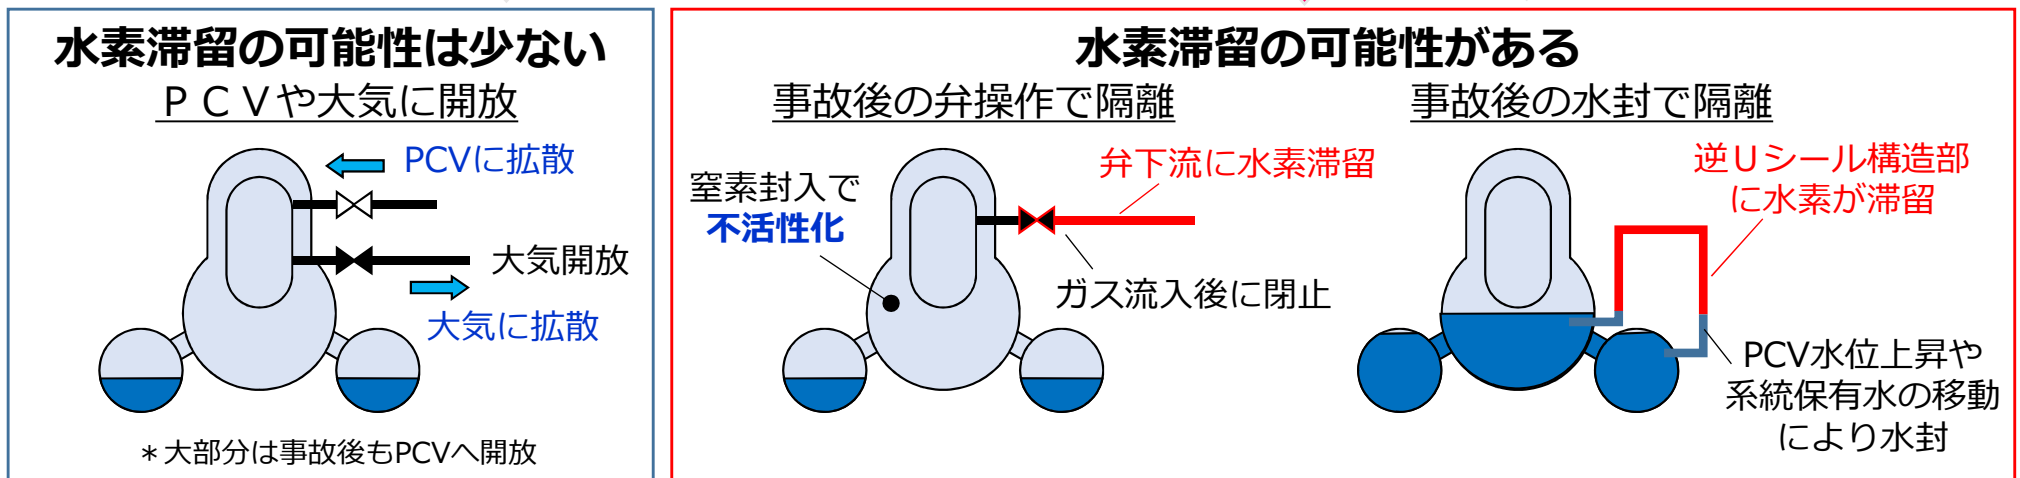 水素滞留の可能性は少ない
ＰＣＶや大気に開放
PCVに拡散
大気開放
大気に拡散
＊大部分は事故後もPCVへ開放
水素滞留の可能性がある
事故後の弁操作で隔離
弁下流に水素滞留
窒素封入で
不活性化
ガス流入後に閉止
事故後の水封で隔離
逆Ｕシール構造部
に水素が滞留
PCV水位上昇や
系統保有水の移動
により水封